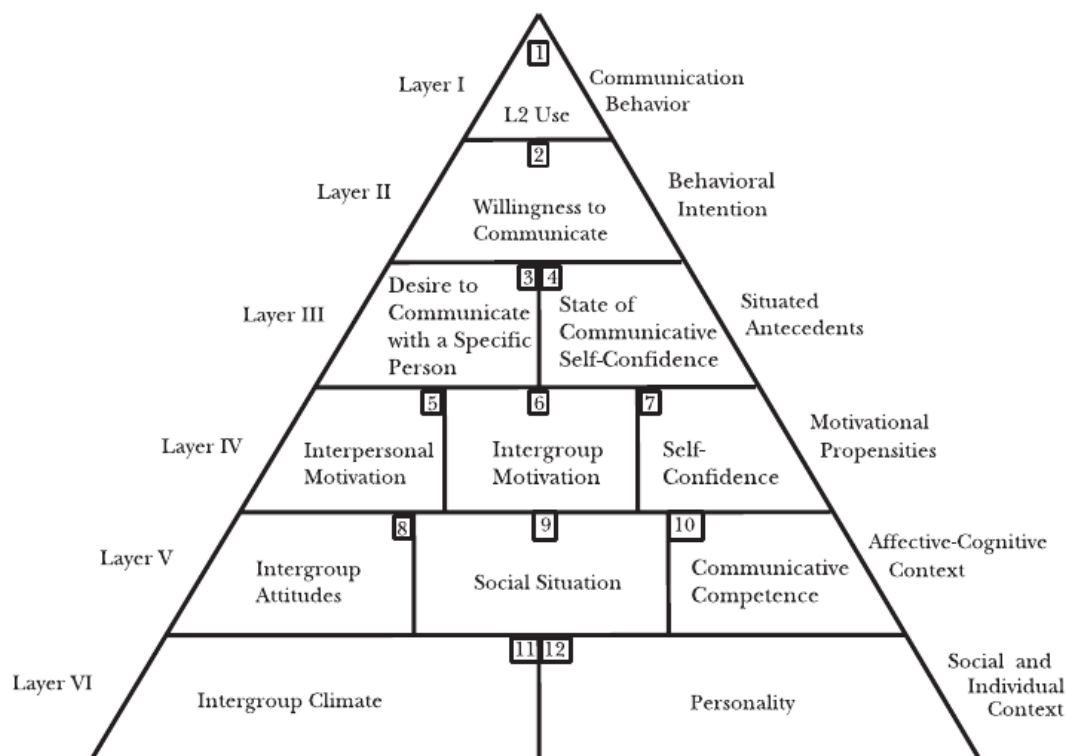 1
Layer I
Communication
Behavior
L2 Use
2
Layer II
Behavioral
Intention
Willingness to
Communicate
3 4
Layer III
Desire to
Communicate
with a Specific
Person
State of
Communicative
Self-Confidence
Situated
Antecedents
5 6 7
Layer IV
Interpersonal
Motivation
Intergroup
Motivation
Self-
Confidence
Motivational
Propensities
8 9 10
Layer V
Intergroup
Attitudes
Social Situation
Communicative
Competence
Affective-Cognitive
Context
11 12
Layer VI
Intergroup Climate
Personality
Social and
Individual
Context